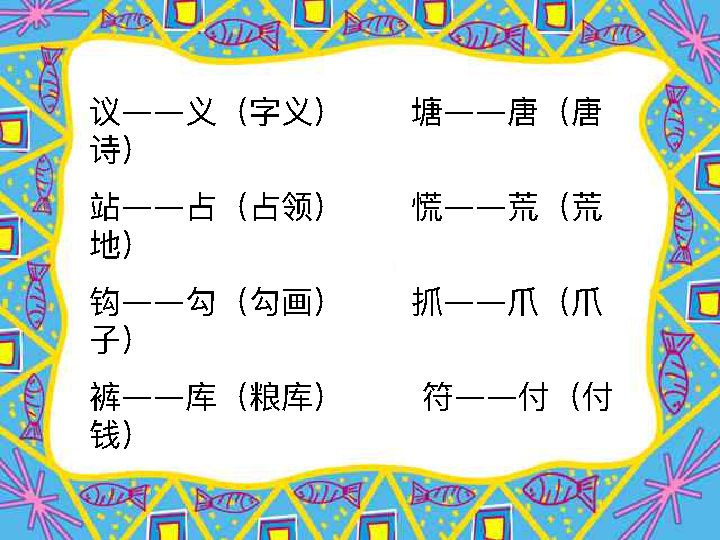 议——义（字义） 塘——唐（唐
诗）
站——占（占领） 慌——荒（荒
地）
钩——勾（勾画） 抓——爪（爪
子）
裤——库（粮库） 符——付（付
钱）